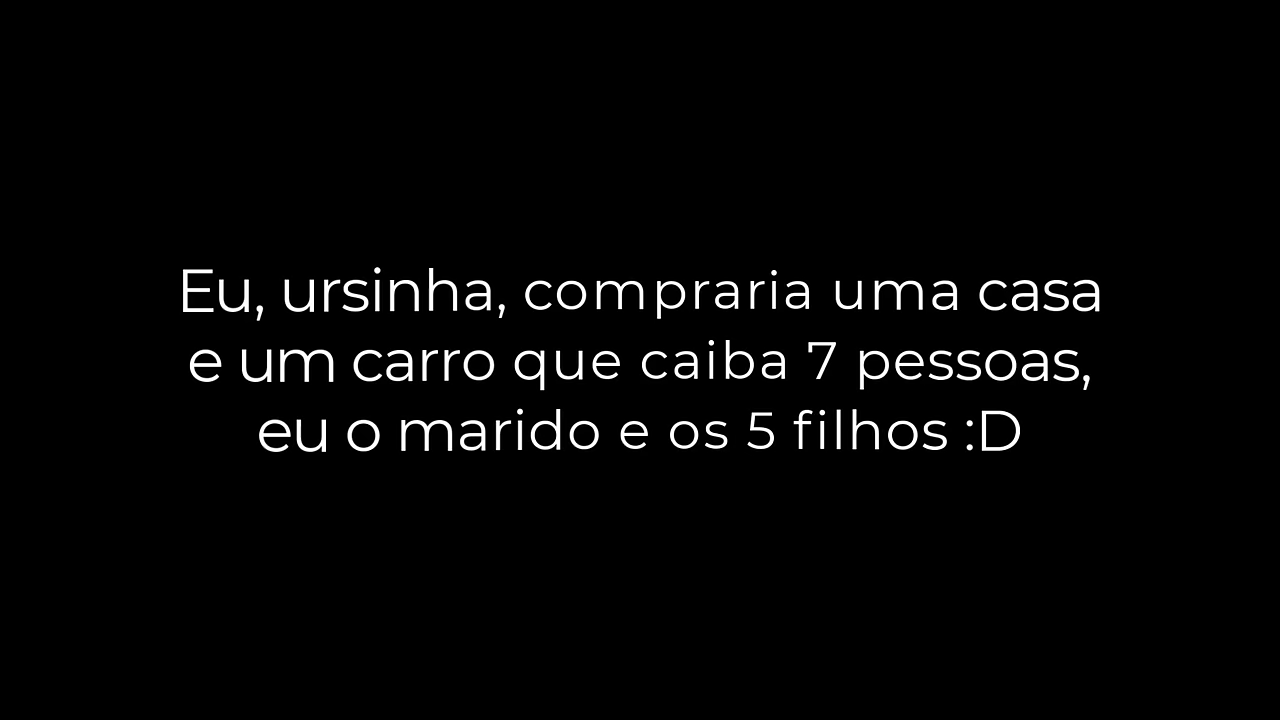 Eu, ursinha, compraria uma casa
e um carro que caiba 7 pessoas,
eu o marido e os 5 filhos :D